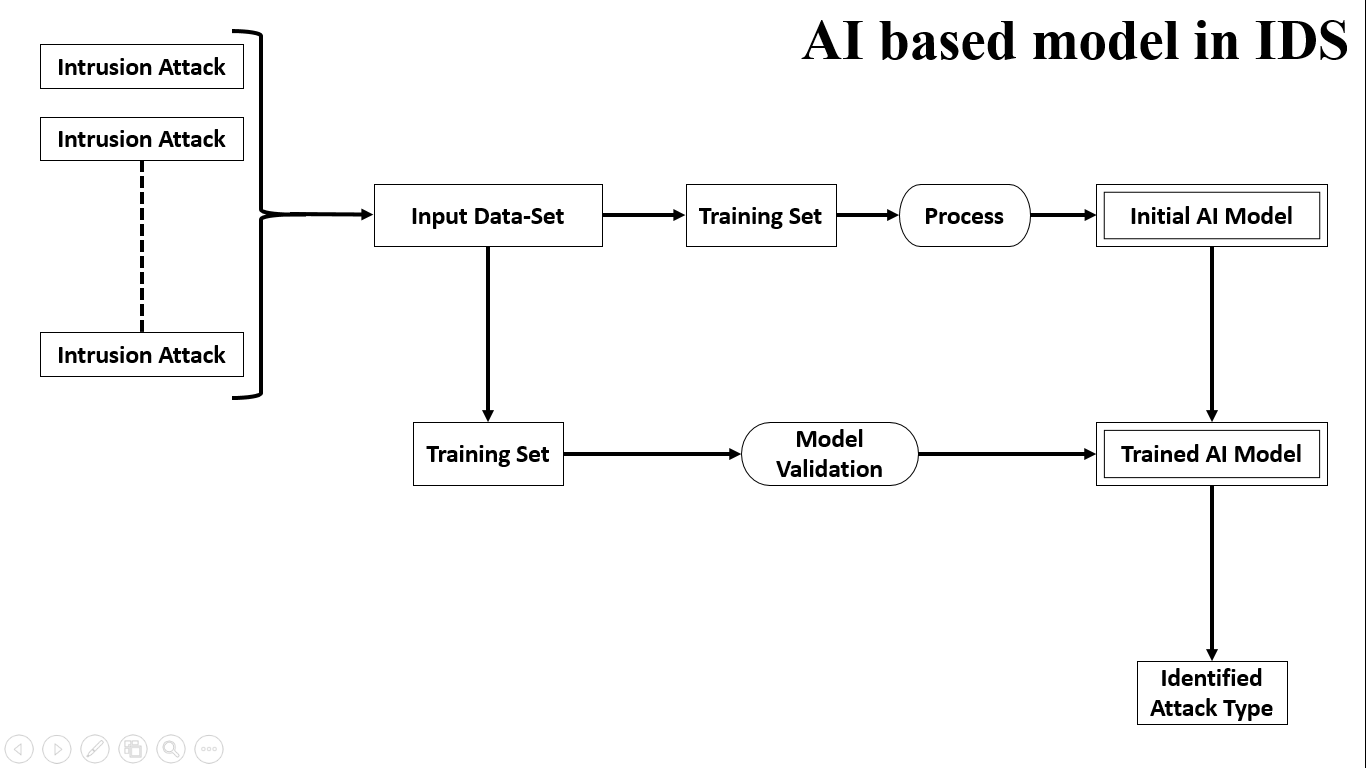 AI based model in IDS
Intrusion Attack
Intrusion Attack
Intrusion Attack
Input Data-Set
Training Set
Process
Initial AI Model
Training Set
Model
Validation
Trained AI Model
Identified
Attack Type